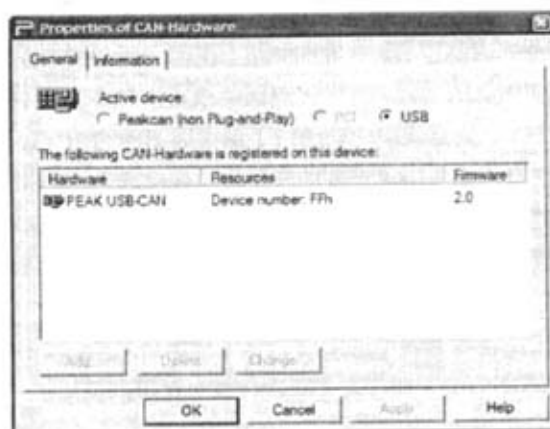 Properties of CAN-Hardware
General Information
Active device:
Peakcan (non Plug-and-Play) PCI USB
The following CAN-Hardware is registered on this device:
Hardware Resources Firmware
PEAK USB-CAN Device number: FFh 2.0
Add Delete Change
OK Cancel Apply Help